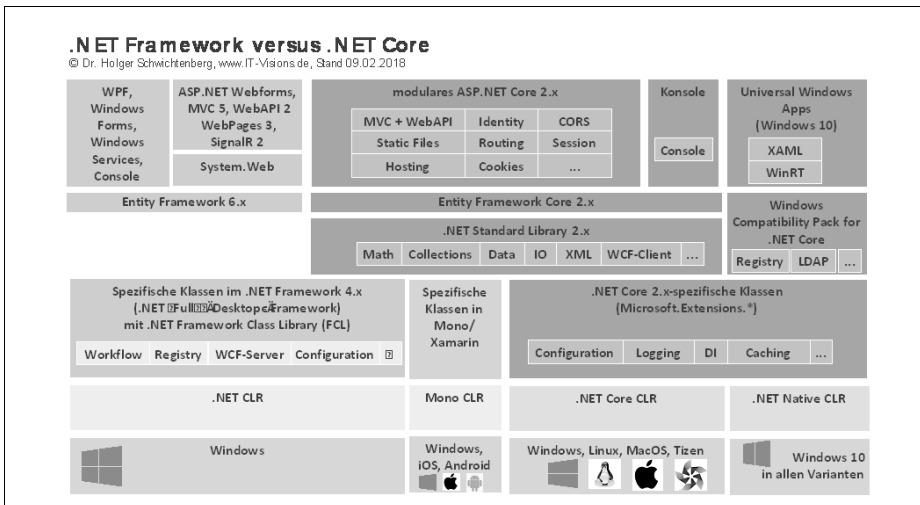 .NET Framework versus .NET Core
© Dr. Holger Schwichtenberg, www.IT-Visions.de, Stand 09.02.2018
WPF,
Windows
Forms,
Windows
Services,
Console
ASP.NET Webforms,
MVC 5, WebAPI 2
WebPages 3,
SignalR 2
System.Web
modulares ASP.NET Core 2.x
MVC + WebAPI
Identity
CORS
Static Files
Routing
Session
Hosting
Cookies
...
Konsole
Console
Universal Windows
Apps
(Windows 10)
XAML
WinRT
Entity Framework 6.x
Entity Framework Core 2.x
.NET Standard Library 2.x
Math
Collections
Data
IO
XML
WCF-Client
...
Windows
Compatibility Pack for
.NET Core
Registry
LDAP
...
Spezifische Klassen im .NET Framework 4.x
(.NET Full Desktop Framework)
mit .NET Framework Class Library (FCL)
Workflow
Registry
WCF-Server
Configuration
Spezifische
Klassen in
Mono/
Xamarin
.NET Core 2.x-spezifische Klassen
(Microsoft.Extensions.*)
Configuration
Logging
DI
Caching
...
.NET CLR
Mono CLR
.NET Core CLR
.NET Native CLR
Windows
Windows,
iOS, Android
Windows, Linux, MacOS, Tizen
Windows 10
in allen Varianten